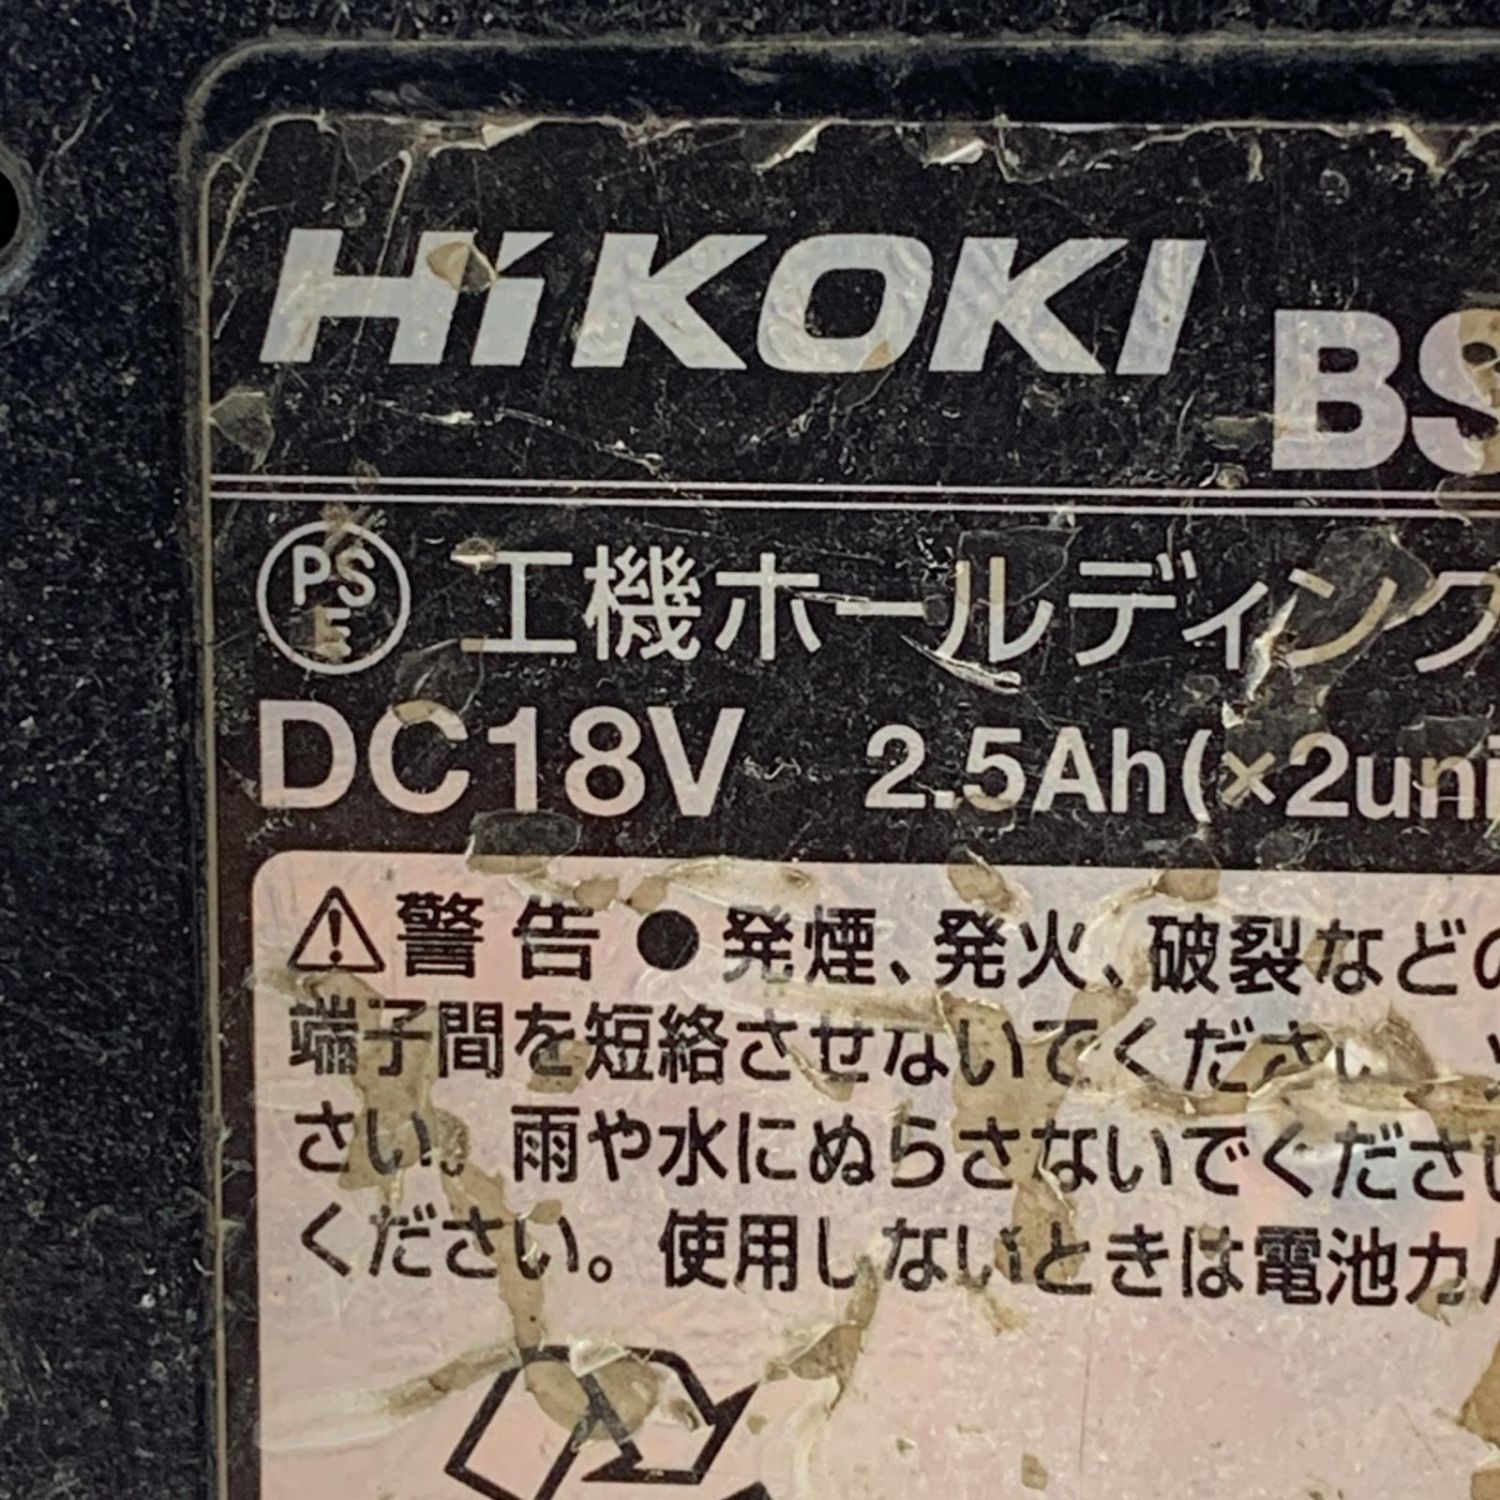 HiKOKI BS
PSE 工機ホールディング
DC18V 2.5Ah(×2uni
⚠警告●発煙、発火、破裂などの
端子間を短絡させないでください
さい。雨や水にぬらさないでくださ
ください。使用しないときは電池カ